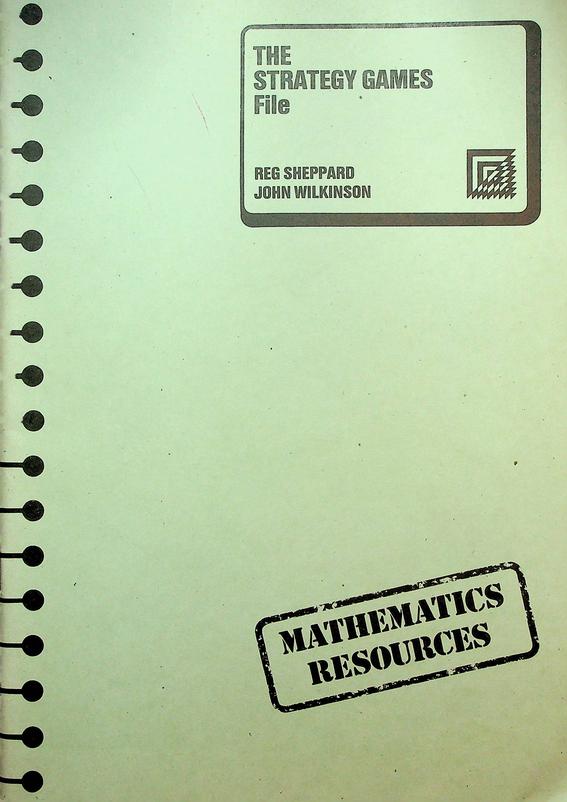 THE
STRATEGY GAMES
File
REG SHEPPARD
JOHN WILKINSON
MATHEMATICS
RESOURCES